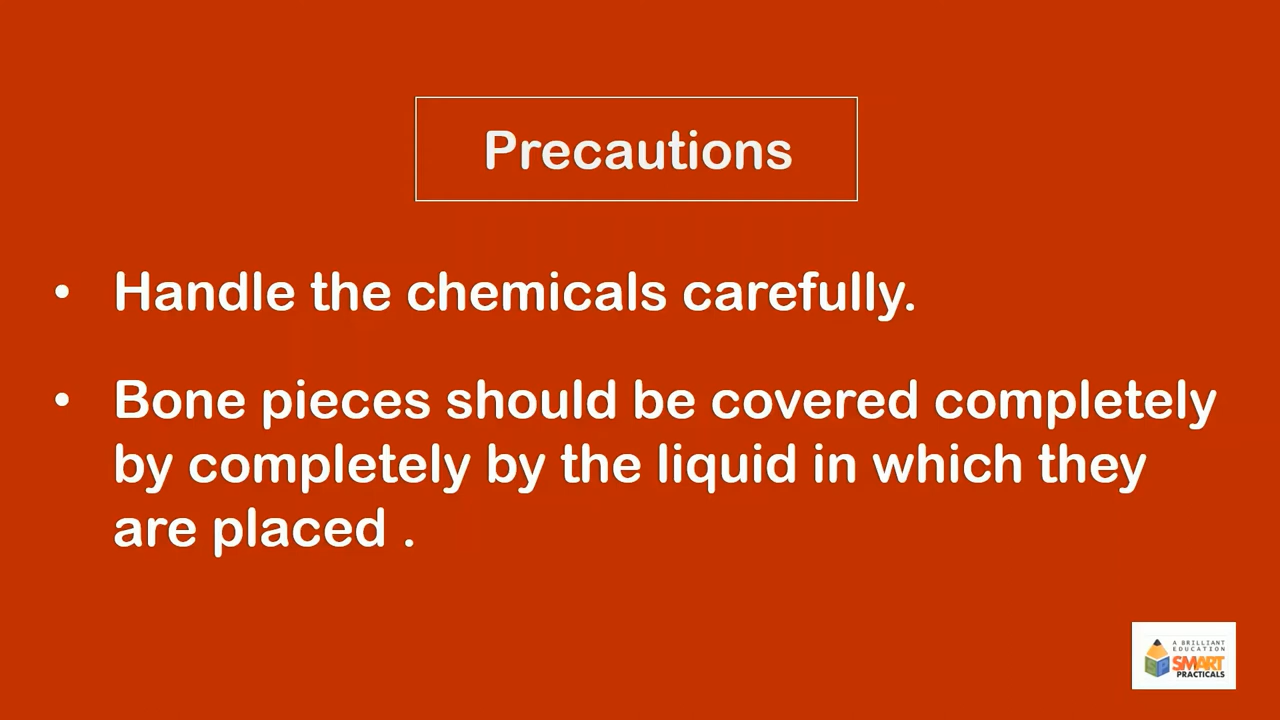 Precautions
• Handle the chemicals carefully.
• Bone pieces should be covered completely
by completely by the liquid in which they
are placed .
A BRILLIANT
EDUCATION
SMART
PRACTICALS